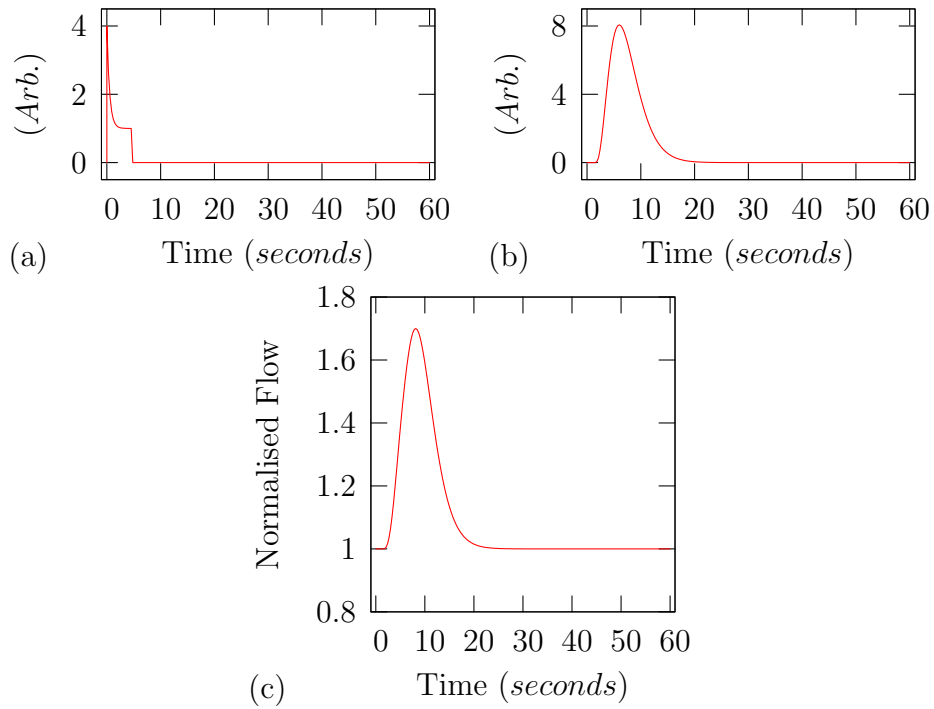 (Arb.)
4
2
0
0 10 20 30 40 50 60
(a) Time (seconds)
(Arb.)
8
4
0
0 10 20 30 40 50 60
(b) Time (seconds)
Normalised Flow
1.8
1.6
1.4
1.2
1
0.8
0 10 20 30 40 50 60
(c) Time (seconds)